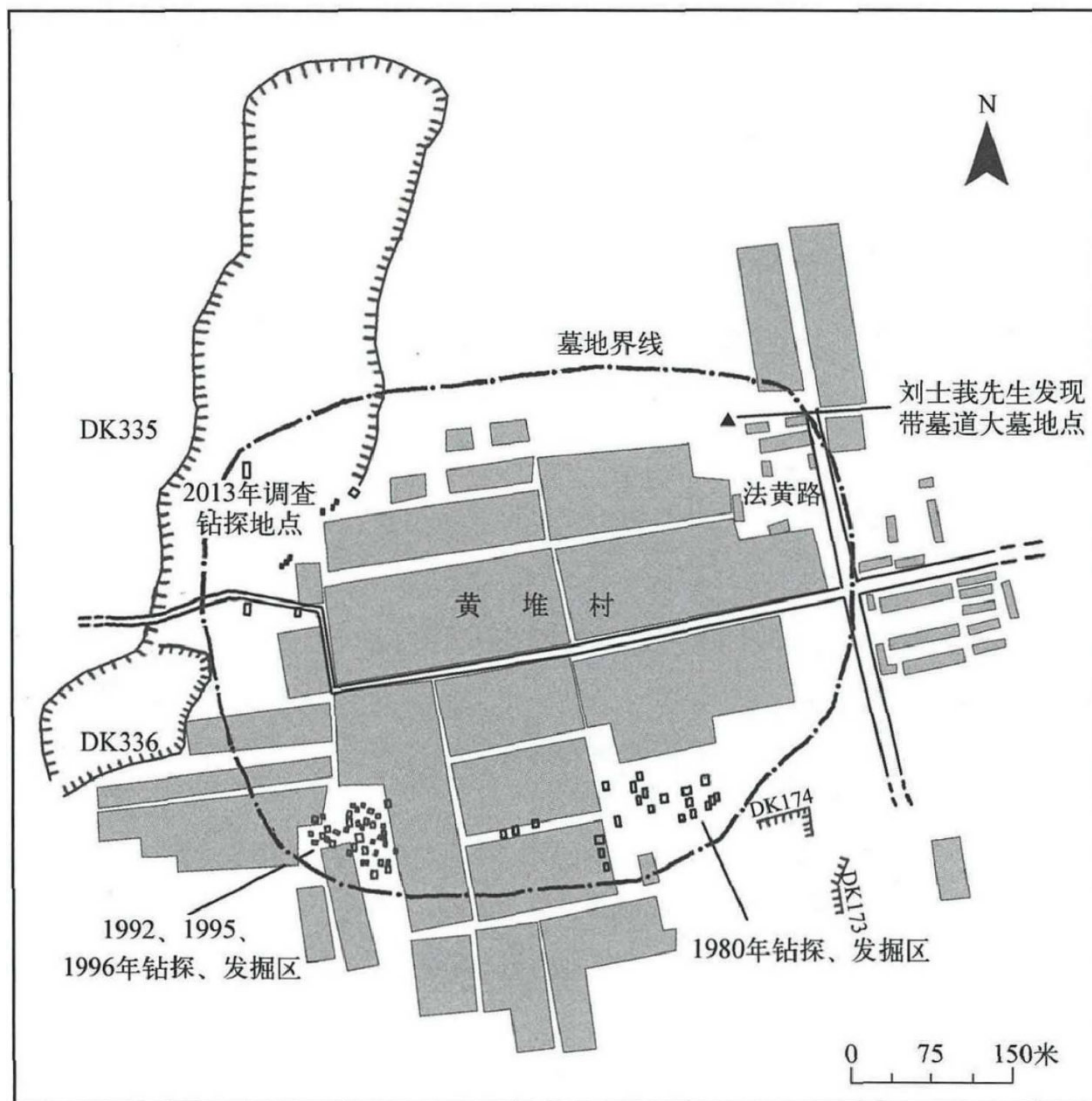 N
墓地界线
刘士莪先生发现
带墓道大墓地点
DK335
2013年调查
钻探地点
法黄路
黄堆村
DK336
DK174
DK173
1992、1995、
1996年钻探、发掘区
1980年钻探、发掘区
0 75 150米